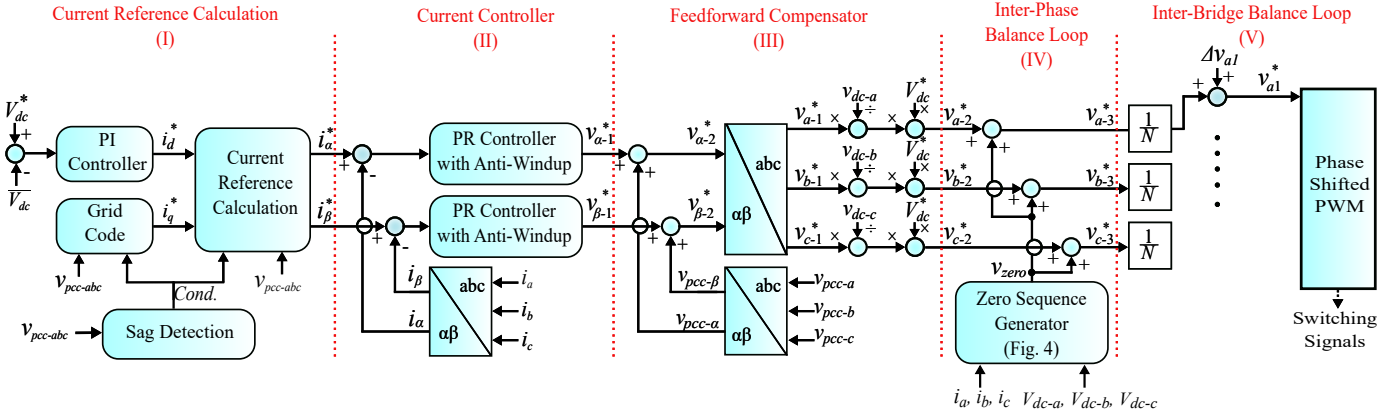 Current Reference Calculation
(I)
Current Controller
(II)
Feedforward Compensator
(III)
Inter-Phase
Balance Loop
(IV)
Inter-Bridge Balance Loop
(V)
V*dc
+
-
V̅dc
PI
Controller
i*d
Grid
Code
i*q
vpcc-abc
Current
Reference
Calculation
vpcc-abc
Cond.
vpcc-abc
Sag Detection
i*α
i*β
+
-
+
-
PR Controller
with Anti-Windup
PR Controller
with Anti-Windup
iβ
iα
abc
αβ
ia
ib
ic
v*α-1
v*β-1
+
+
+
+
v*α-2
v*β-2
vpcc-β
vpcc-α
abc
αβ
abc
αβ
vpcc-a
vpcc-b
vpcc-c
v*a-1
× vdc-a ÷
× V*dc ×
v*a-2
v*b-1
× vdc-b ÷
× V*dc ×
v*b-2
v*c-1
× vdc-c ÷
× V*dc ×
v*c-2
+
+
+
+
+
+
vzero
Zero Sequence
Generator
(Fig. 4)
ia, ib, ic
Vdc-a, Vdc-b, Vdc-c
v*a-3
v*b-3
v*c-3
1/N
1/N
1/N
Δva1
+
+
v*a1
Phase
Shifted
PWM
Switching
Signals